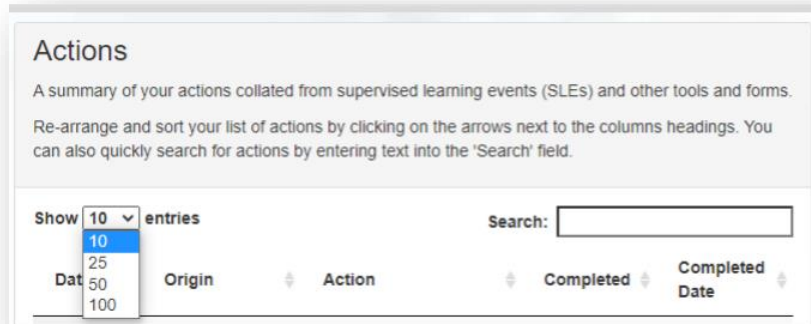 Actions
A summary of your actions collated from supervised learning events (SLEs) and other tools and forms.
Re-arrange and sort your list of actions by clicking on the arrows next to the columns headings. You
can also quickly search for actions by entering text into the 'Search' field.
Show 10 entries Search:
10
25
50
100
Dat Origin Action Completed Completed
Date